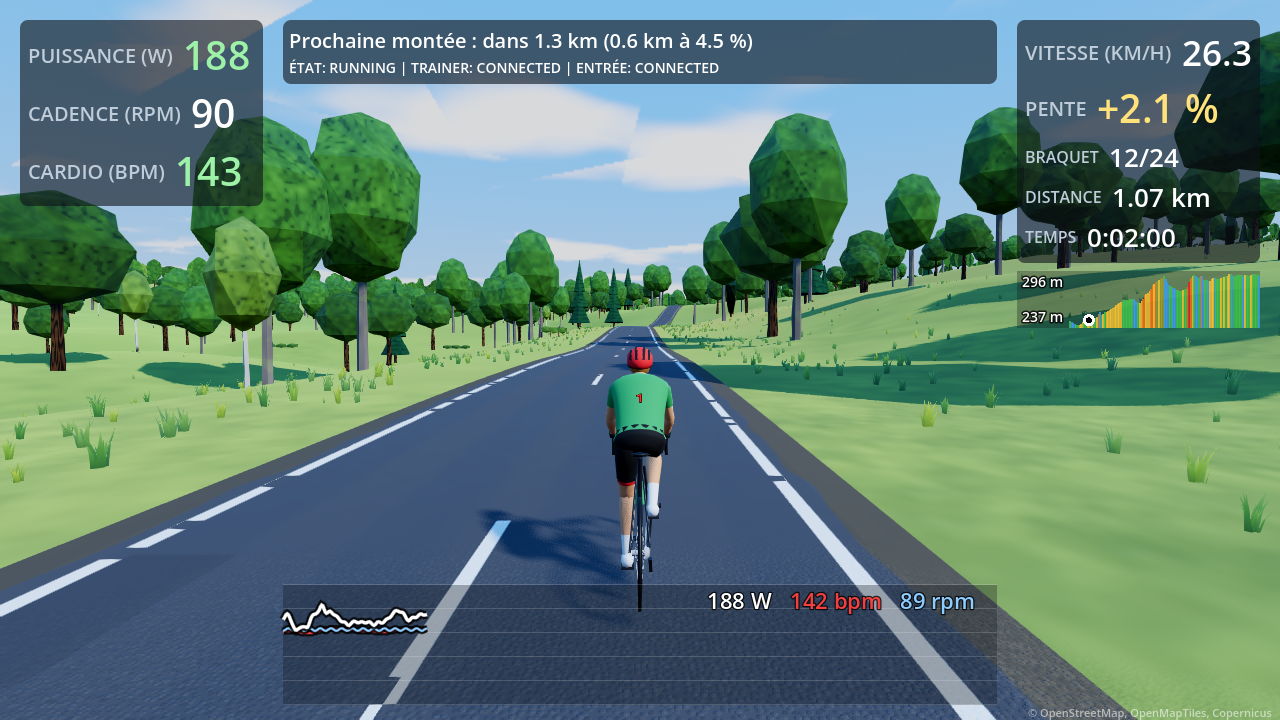 PUISSANCE (W) 188
CADENCE (RPM) 90
CARDIO (BPM) 143
Prochaine montée : dans 1.3 km (0.6 km à 4.5 %)
ÉTAT: RUNNING | TRAINER: CONNECTED | ENTRÉE: CONNECTED
VITESSE (KM/H) 26.3
PENTE +2.1 %
BRAQUET 12/24
DISTANCE 1.07 km
TEMPS 0:02:00
296 m
237 m
1
188 W 142 bpm 89 rpm
© OpenStreetMap, OpenMapTiles, Copernicus